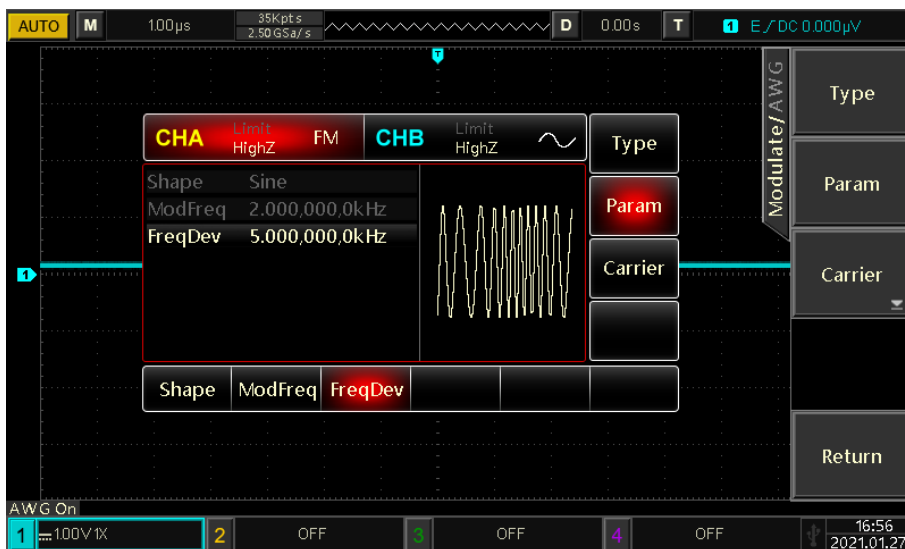 AUTO M 1.00μs 35Kpts 2.50GSa/s D 0.00s T 1 E DC 0.000μV
T
Modulate/AWG
Type
Param
Carrier
Return
CHA Limit HighZ FM CHB Limit HighZ
Type
Param
Carrier
Shape Sine
ModFreq 2.000,000,0kHz
FreqDev 5.000,000,0kHz
1
Shape ModFreq FreqDev
AWG On
1 1.00V 1X 2 OFF 3 OFF 4 OFF 16:56
2021.01.27